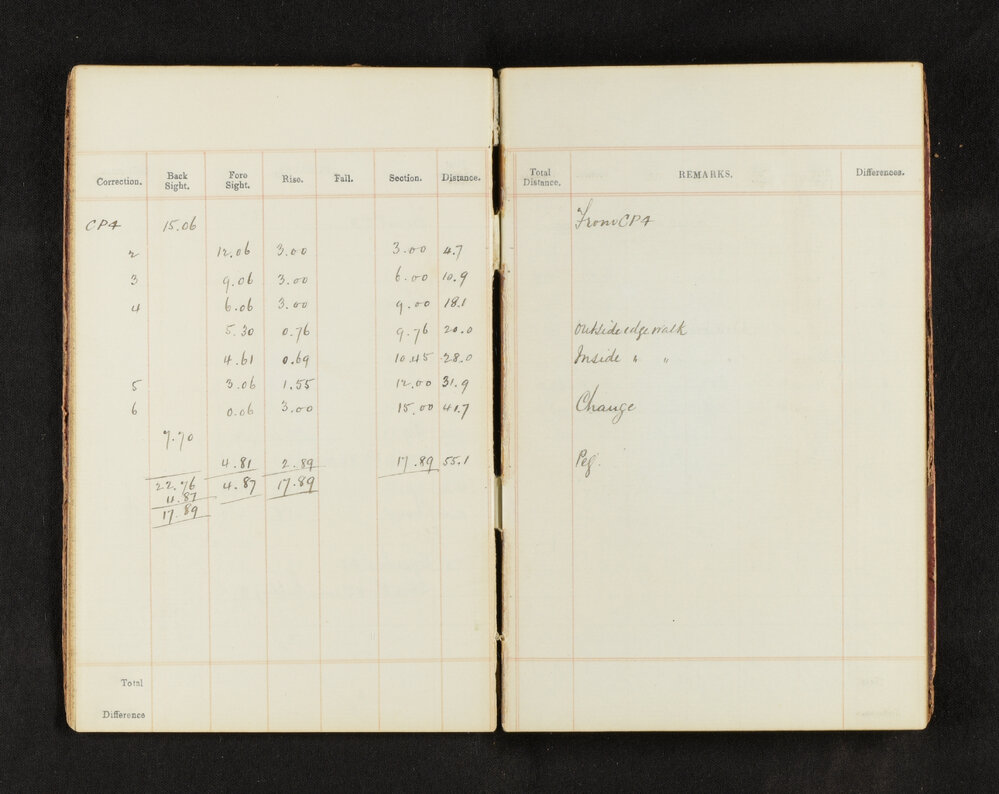 Correction. Back Sight. Fore Sight. Rise. Fall. Section. Distance. Total Distance. REMARKS. Differences.
CP4 15.06 From CP4
2 12.06 3.00 3.00 4.7
3 9.06 3.00 6.00 10.9
4 6.06 3.00 9.00 18.1
5.30 0.76 9.76 20.0 outside edge walk
4.61 0.69 10.45 28.0 Inside " "
5 3.06 1.55 12.00 31.9
6 0.06 3.00 15.00 41.7 Change
7.70
4.81 2.89 17.89 55.1 Peg.
22.76 4.87 17.89
4.87
17.89
Total
Difference